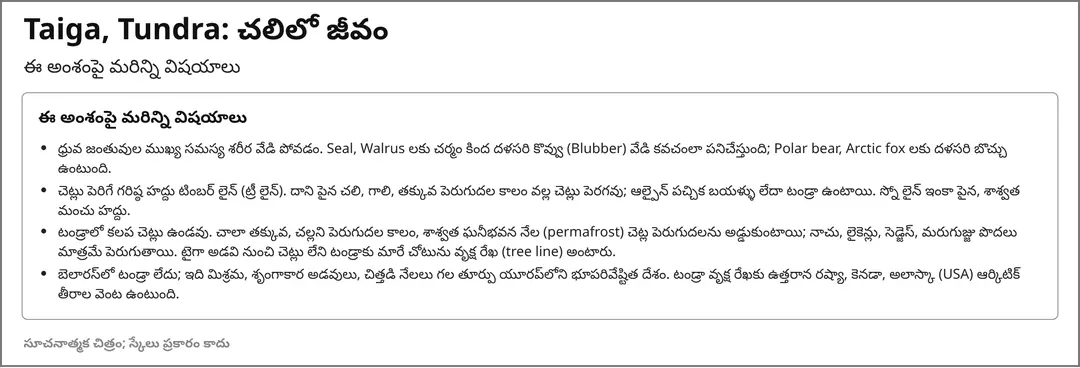 Taiga, Tundra: చలిలో జీవం
ఈ అంశంపై మరిన్ని విషయాలు
ఈ అంశంపై మరిన్ని విషయాలు
• ధ్రువ జంతువుల ముఖ్య సమస్య శరీర వేడి పోవడం. Seal, Walrus లకు చర్మం కింద దళసరి కొవ్వు (Blubber) వేడి కవచంలా పనిచేస్తుంది; Polar bear, Arctic fox లకు దళసరి బొచ్చు
ఉంటుంది.
• చెట్లు పెరిగే గరిష్ఠ హద్దు టింబర్ లైన్ (ట్రీ లైన్). దాని పైన చలి, గాలి, తక్కువ పెరుగుదల కాలం వల్ల చెట్లు పెరగవు; ఆల్పైన్ పచ్చిక బయళ్ళు లేదా టండ్రా ఉంటాయి. స్నో లైన్ ఇంకా పైన, శాశ్వత
మంచు హద్దు.
• టండ్రాలో కలప చెట్లు ఉండవు. చాలా తక్కువ, చల్లని పెరుగుదల కాలం, శాశ్వత ఘనీభవన నేల (permafrost) చెట్ల పెరుగుదలను అడ్డుకుంటాయి; నాచు, లైకెన్లు, సెడ్జెస్, మరుగుజ్జు పొదలు
మాత్రమే పెరుగుతాయి. టైగా అడవి నుంచి చెట్లు లేని టండ్రాకు మారే చోటును వృక్ష రేఖ (tree line) అంటారు.
• బెలారస్‌లో టండ్రా లేదు; ఇది మిశ్రమ, శృంగాకార అడవులు, చిత్తడి నేలలు గల తూర్పు యూరప్‌లోని భూపరివేష్టిత దేశం. టండ్రా వృక్ష రేఖకు ఉత్తరాన రష్యా, కెనడా, అలాస్కా (USA) ఆర్కిటిక్
తీరాల వెంట ఉంటుంది.
సూచనాత్మక చిత్రం; స్కేలు ప్రకారం కాదు